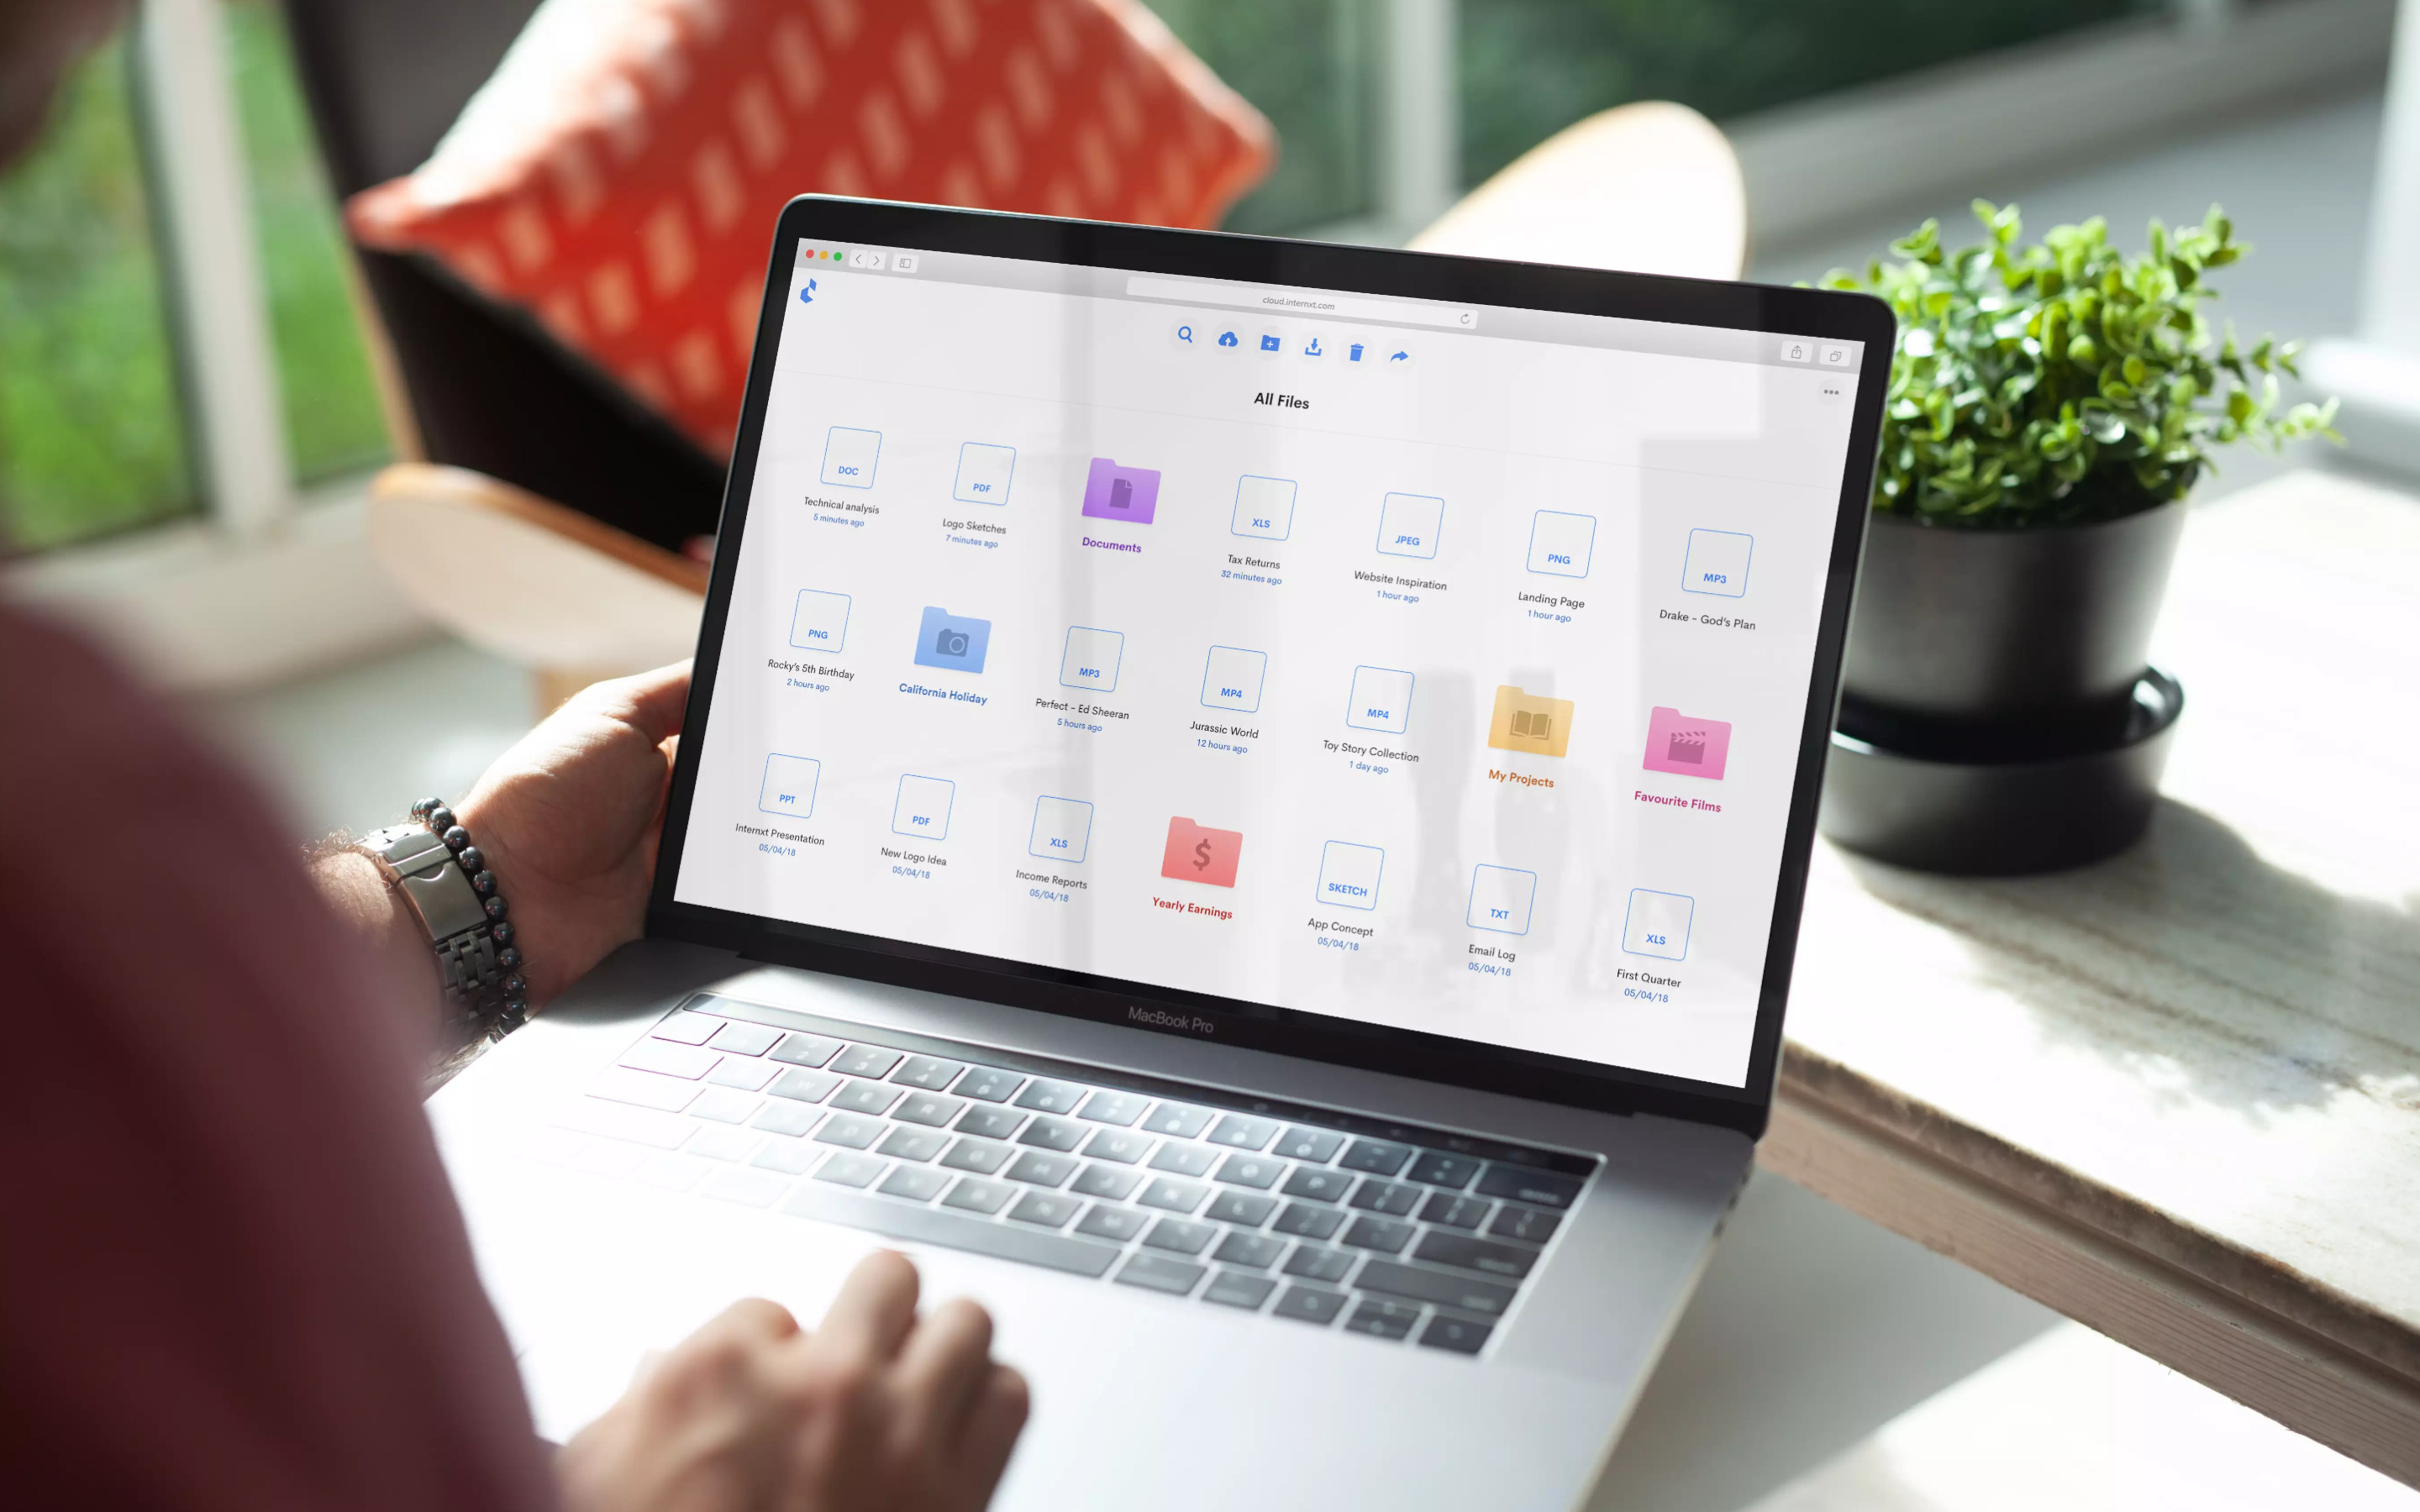 cloud.internxt.com
All Files
DOC
Technical analysis
5 minutes ago
PDF
Logo Sketches
7 minutes ago
Documents
XLS
Tax Returns
32 minutes ago
JPEG
Website Inspiration
1 hour ago
PNG
Landing Page
1 hour ago
MP3
Drake - God's Plan
PNG
Rocky's 5th Birthday
2 hours ago
California Holiday
MP3
Perfect - Ed Sheeran
5 hours ago
MP4
Jurassic World
12 hours ago
MP4
Toy Story Collection
1 day ago
My Projects
Favourite Films
PPT
Internxt Presentation
05/04/18
PDF
New Logo Idea
05/04/18
XLS
Income Reports
05/04/18
$
Yearly Earnings
SKETCH
App Concept
05/04/18
TXT
Email Log
05/04/18
XLS
First Quarter
05/04/18
MacBook Pro